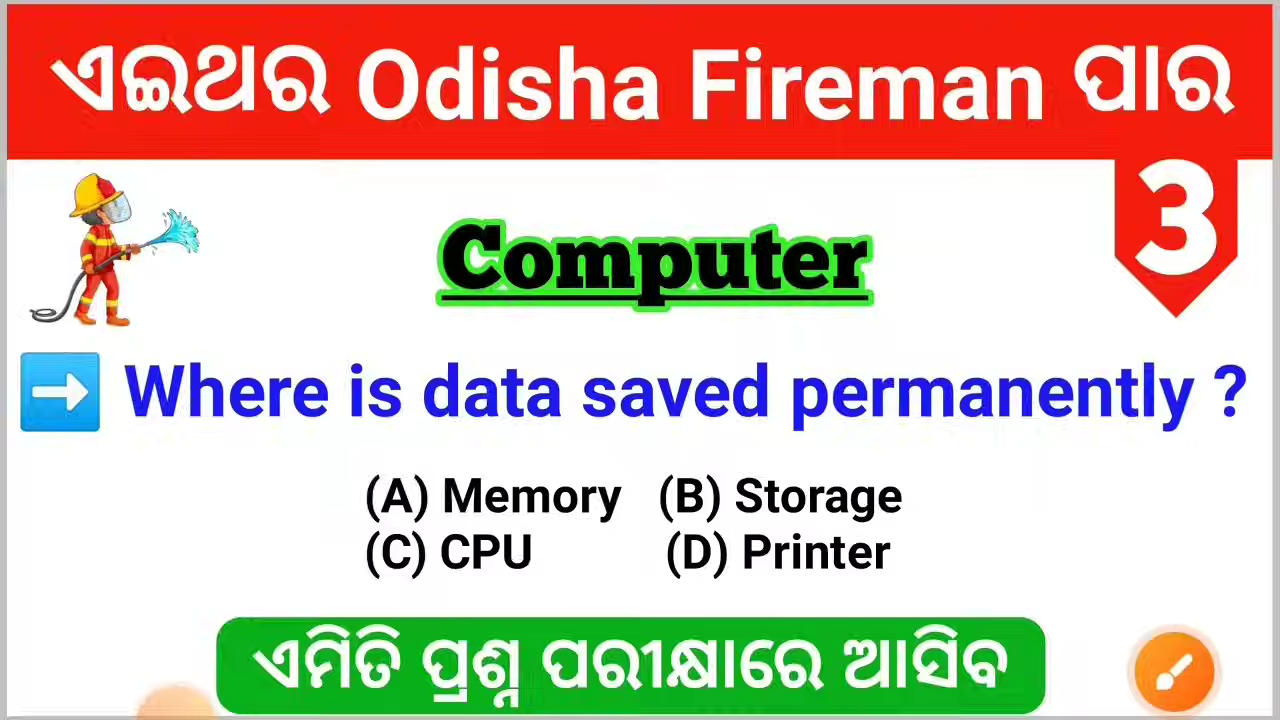 ଏଇଥର Odisha Fireman ପାର
3
Computer
Where is data saved permanently ?
(A) Memory (B) Storage
(C) CPU (D) Printer
ଏମିତି ପ୍ରଶ୍ନ ପରୀକ୍ଷାରେ ଆସିବ